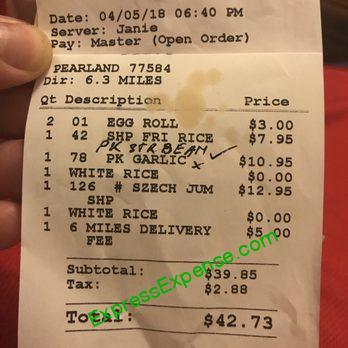 Date: 04/05/18 06:40 PM
Server: Janie
Pay: Master (Open Order)
PEARLAND 77584
Dir: 6.3 MILES
Qt Description Price
2 01 EGG ROLL $3.00
1 42 SHP FRI RICE $7.95
PK STR BEAN
1 78 PK GARLIC x ✓ $10.95
1 WHITE RICE $0.00
1 126 # SZECH JUM $12.95
SHP
1 WHITE RICE $0.00
1 6 MILES DELIVERY $5.00
FEE
Subtotal: $39.85
Tax: $2.88
Total: $42.73
ExpressExpense.com